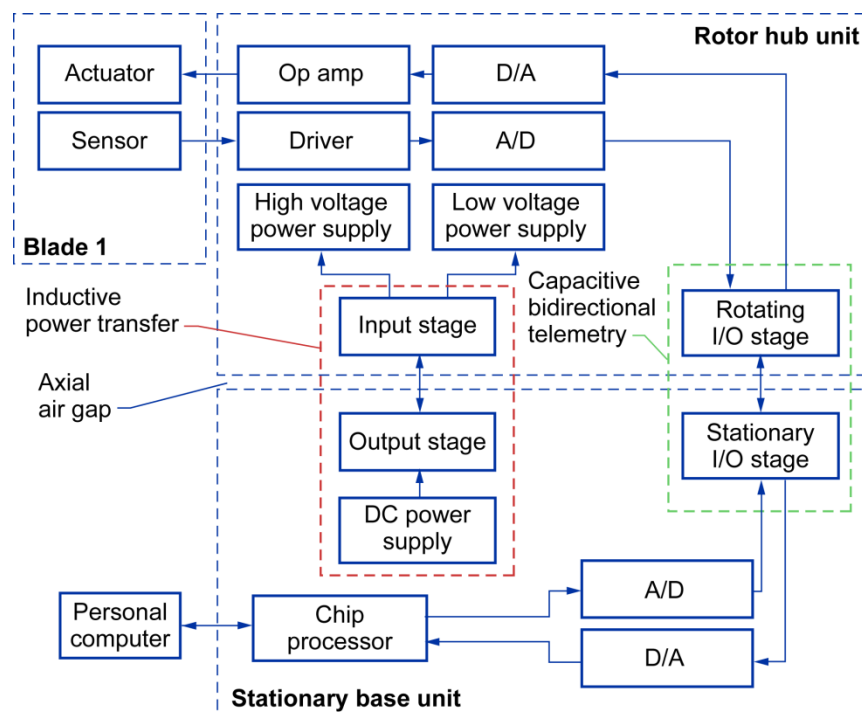 Rotor hub unit
Actuator
Op amp
D/A
Sensor
Driver
A/D
High voltage
power supply
Low voltage
power supply
Blade 1
Inductive
power transfer
Capacitive
bidirectional
telemetry
Input stage
Rotating
I/O stage
Axial
air gap
Output stage
Stationary
I/O stage
DC power
supply
A/D
Personal
computer
Chip
processor
D/A
Stationary base unit